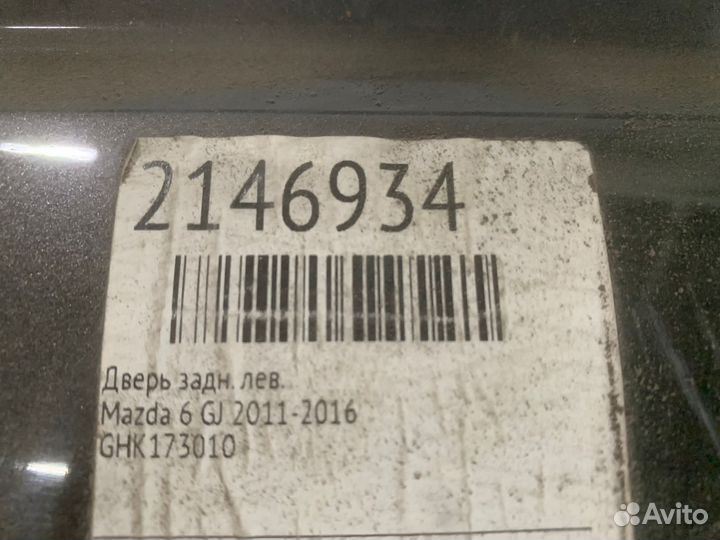 2146934
Дверь задн. лев.
Mazda 6 GJ 2011-2016
GHK173010
Avito